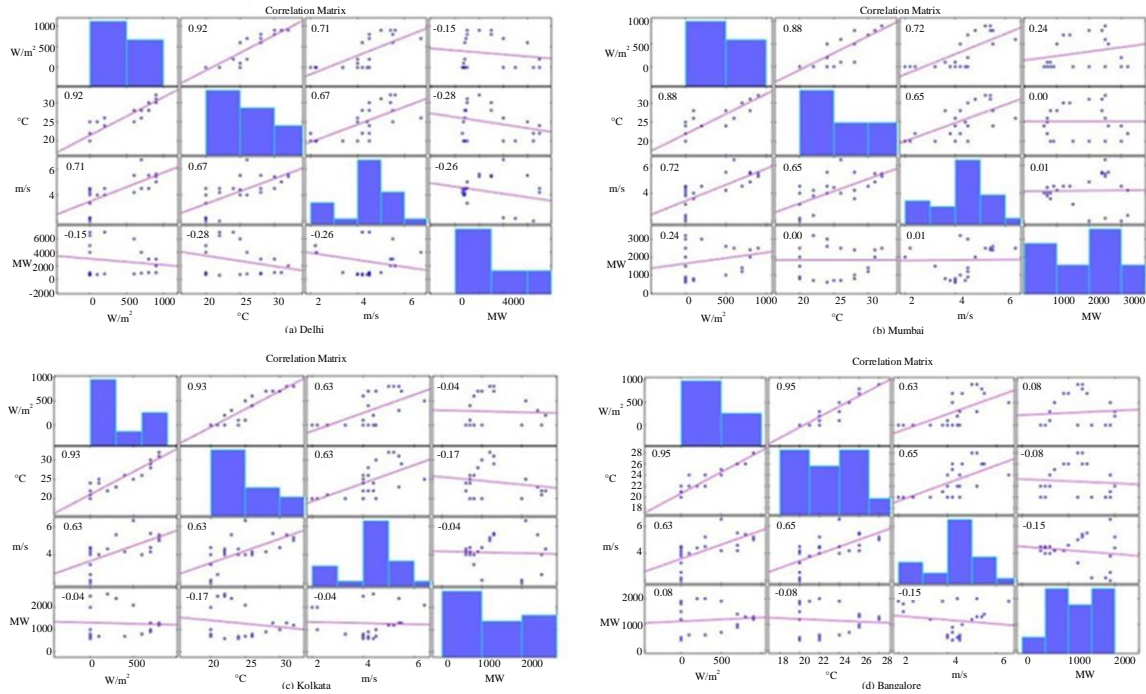 Correlation Matrix
W/m²
1000
500
0
0.92
0.71
-0.15
°C
30
25
20
0.92
0.67
-0.28
m/s
6
4
0.71
0.67
-0.26
MW
6000
4000
2000
0
-2000
-0.15
-0.28
-0.26
0 500 1000
20 25 30
2 4 6
0 4000
W/m² °C m/s MW
(a) Delhi
Correlation Matrix
W/m²
1000
500
0
0.88
0.72
0.24
°C
30
25
20
0.88
0.65
0.00
m/s
6
4
0.72
0.65
0.01
MW
3000
2000
1000
0
0.24
0.00
0.01
0 500 1000
20 25 30
2 4 6
1000 2000 3000
W/m² °C m/s MW
(b) Mumbai
Correlation Matrix
W/m²
1000
500
0
0.93
0.63
-0.04
°C
30
25
20
0.93
0.63
-0.17
m/s
6
4
0.63
0.63
-0.04
MW
2000
1000
0
-0.04
-0.17
-0.04
0 500
20 25 30
2 4 6
0 1000 2000
W/m² °C m/s MW
(c) Kolkata
Correlation Matrix
W/m²
1000
500
0
0.95
0.63
0.08
°C
28
26
24
22
20
18
0.95
0.65
-0.08
m/s
6
4
0.63
0.65
-0.15
MW
2000
1000
0
0.08
-0.08
-0.15
0 500
18 20 22 24 26 28
2 4 6
0 1000 2000
W/m² °C m/s MW
(d) Bangalore